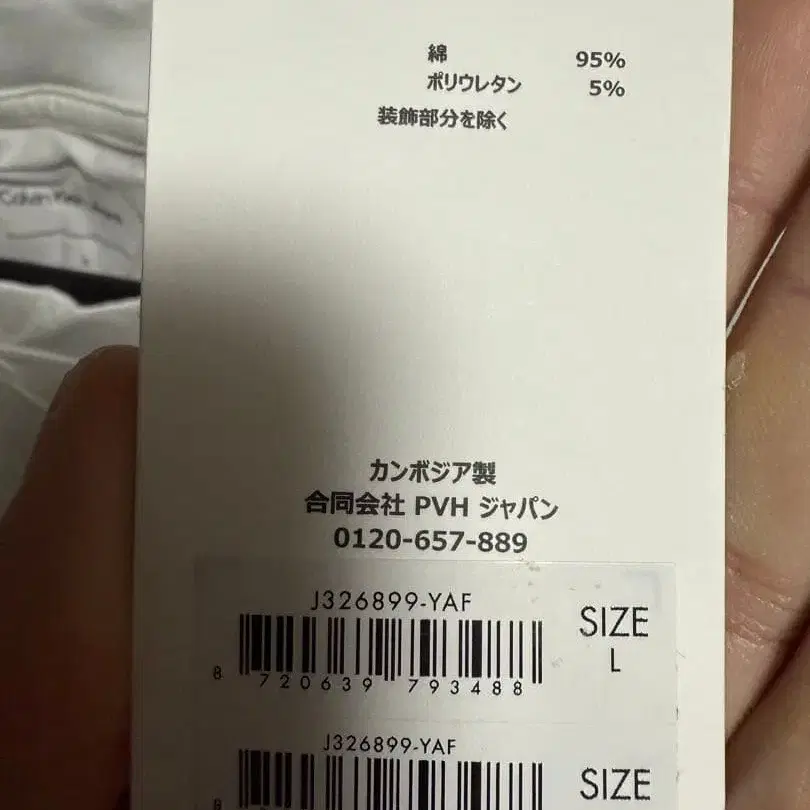 綿 95%
ポリウレタン 5%
装飾部分を除く
カンボジア製
合同会社 PVH ジャパン
0120-657-889
J326899-YAF
SIZE
L
8 720639 793488
J326899-YAF
SIZE